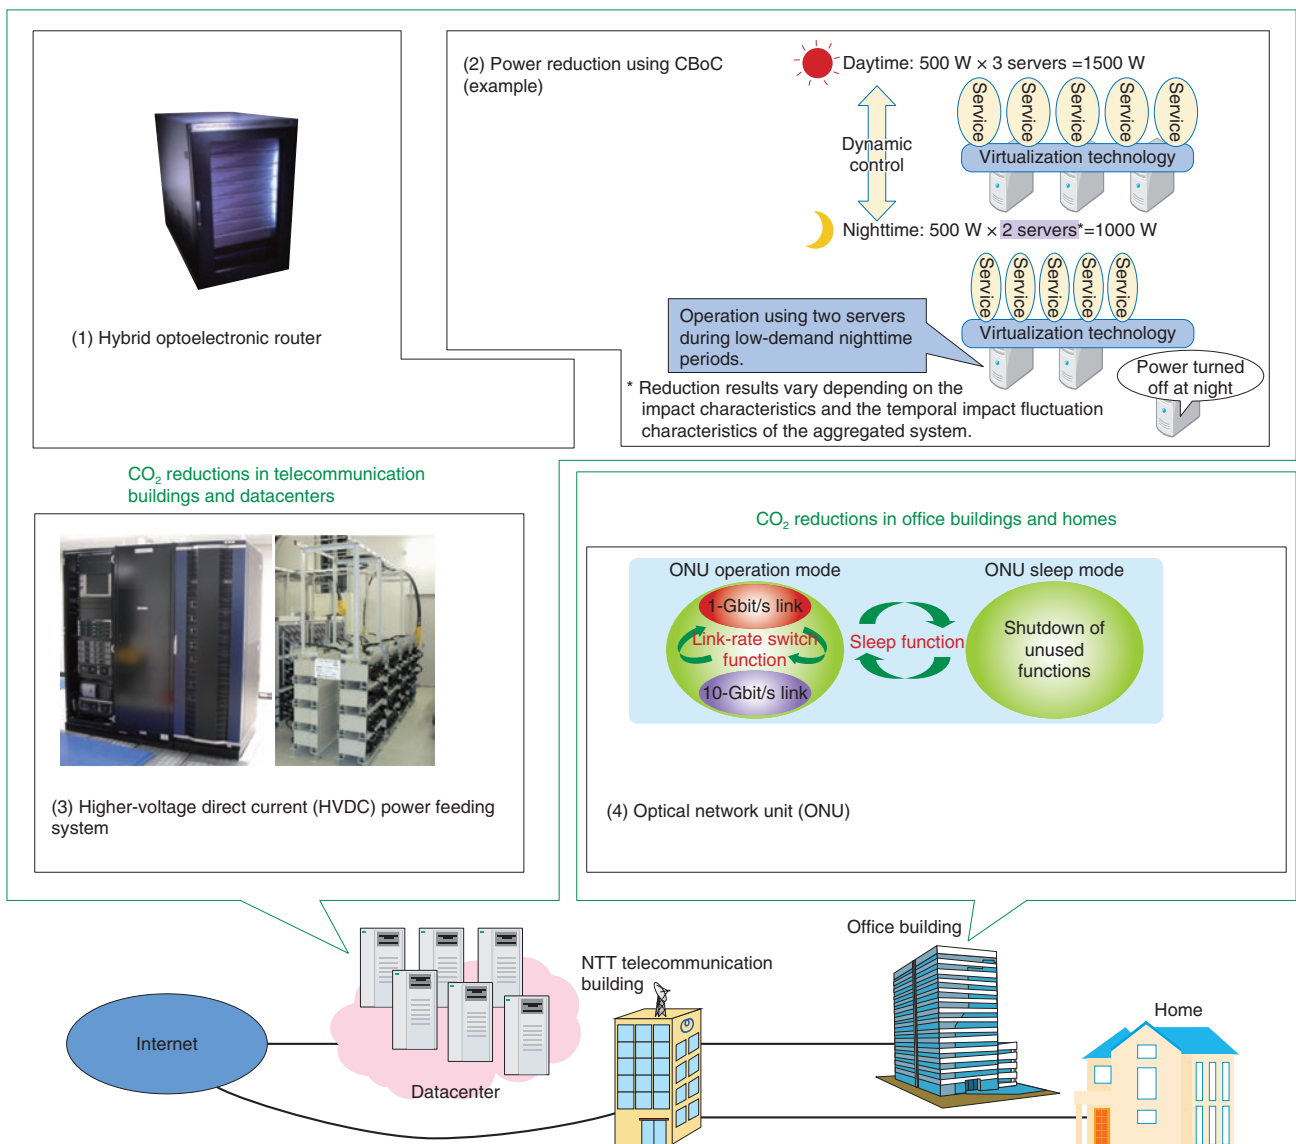 (1) Hybrid optoelectronic router
(2) Power reduction using CBoC
(example)
Daytime: 500 W × 3 servers =1500 W
Service
Service
Service
Service
Service
Virtualization technology
Dynamic
control
Nighttime: 500 W × 2 servers*=1000 W
Service
Service
Service
Service
Service
Virtualization technology
Operation using two servers
during low-demand nighttime
periods.
Power turned
off at night
* Reduction results vary depending on the
impact characteristics and the temporal impact fluctuation
characteristics of the aggregated system.
CO₂ reductions in telecommunication
buildings and datacenters
(3) Higher-voltage direct current (HVDC) power feeding
system
CO₂ reductions in office buildings and homes
ONU operation mode
1-Gbit/s link
Link-rate switch
function
10-Gbit/s link
Sleep function
ONU sleep mode
Shutdown of
unused
functions
(4) Optical network unit (ONU)
Internet
Datacenter
NTT telecommunication
building
Office building
Home